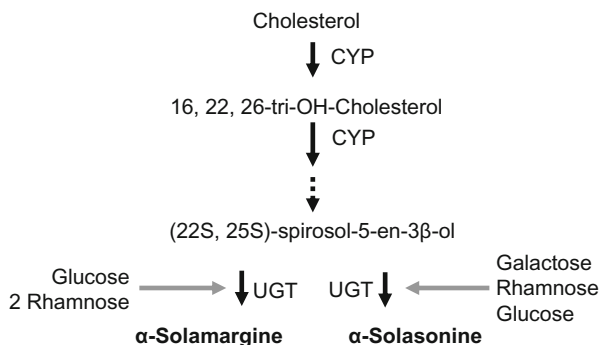 Cholesterol
CYP
16, 22, 26-tri-OH-Cholesterol
CYP
(22S, 25S)-spirosol-5-en-3β-ol
Glucose
2 Rhamnose
UGT
UGT
Galactose
Rhamnose
Glucose
α-Solamargine
α-Solasonine